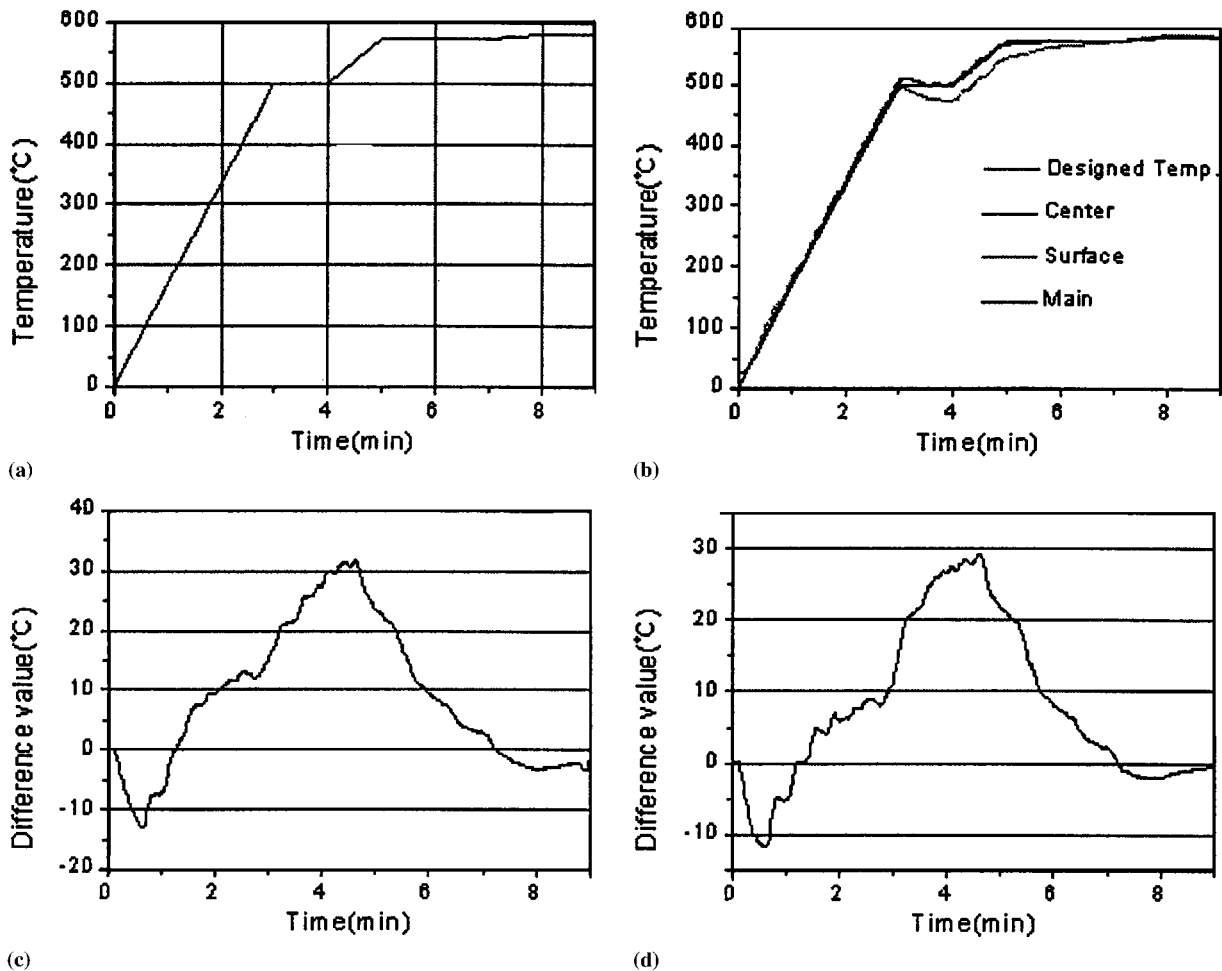 600
500
400
300
200
100
0
Temperature(°C)
0 2 4 6 8
Time(min)
(a)
600
500
400
300
200
100
0
Temperature(°C)
Designed Temp.
Center
Surface
Main
0 2 4 6 8
Time(min)
(b)
40
30
20
10
0
-10
-20
Difference value(°C)
0 2 4 6 8
Time(min)
(c)
30
20
10
0
-10
Difference value(°C)
0 2 4 6 8
Time(min)
(d)